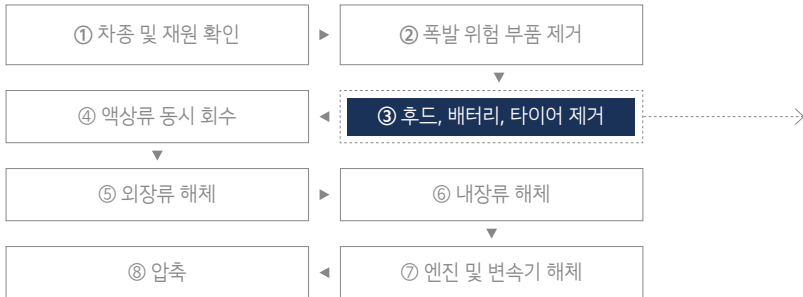 ① 차종 및 재원 확인
② 폭발 위험 부품 제거
④ 액상류 동시 회수
③ 후드, 배터리, 타이어 제거
⑤ 외장류 해체
⑥ 내장류 해체
⑧ 압축
⑦ 엔진 및 변속기 해체